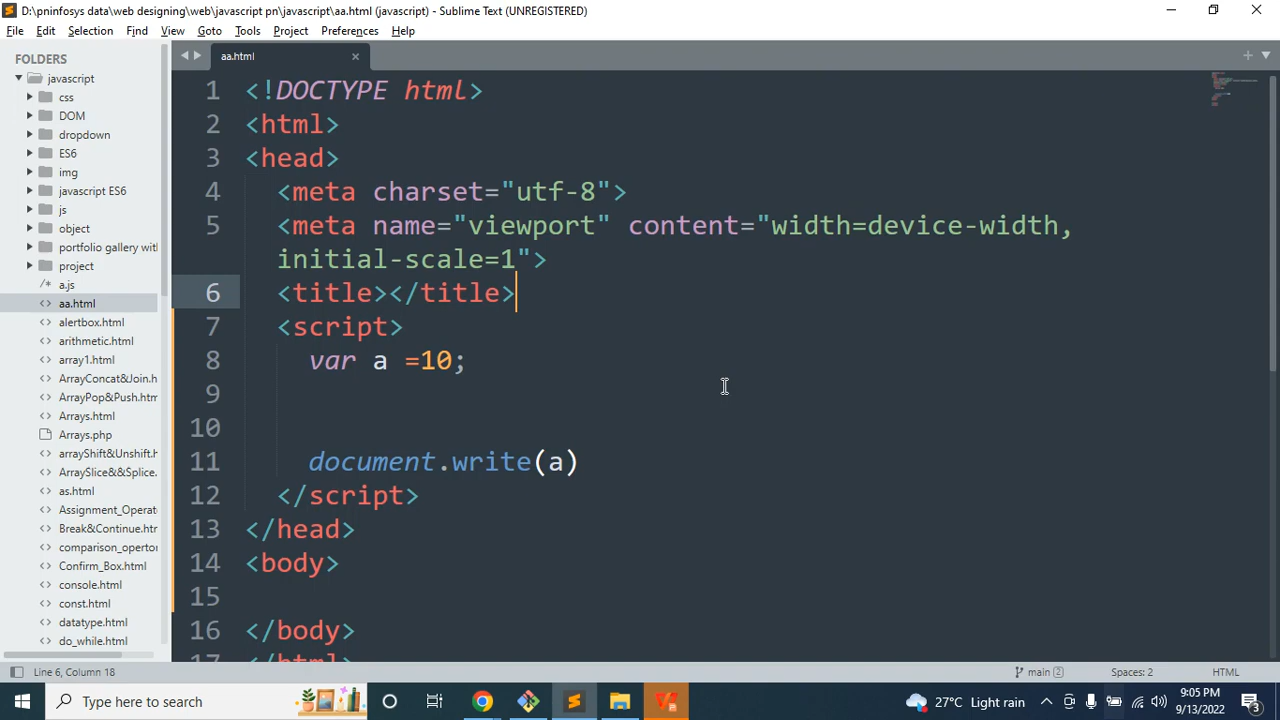 D:\pninfosys data\web designing\web\javascript pn\javascript\aa.html (javascript) - Sublime Text (UNREGISTERED)
File Edit Selection Find View Goto Tools Project Preferences Help
FOLDERS
javascript
css
DOM
dropdown
ES6
img
javascript ES6
js
object
portfolio gallery with
project
/* a.js
<> aa.html
<> alertbox.html
<> arithmetic.html
<> array1.html
<> ArrayConcat&Join.h
<> ArrayPop&Push.htm
<> Arrays.html
Arrays.php
<> arrayShift&Unshift.h
<> ArraySlice&&Splice.
<> as.html
<> Assignment_Operat
<> Break&Continue.htr
<> comparison_opertor
<> Confirm_Box.html
<> console.html
<> const.html
<> datatype.html
<> do_while.html
aa.html
1 <!DOCTYPE html>
2 <html>
3 <head>
4 <meta charset="utf-8">
5 <meta name="viewport" content="width=device-width,
initial-scale=1">
6 <title></title>
7 <script>
8 var a =10;
9
10
11 document.write(a)
12 </script>
13 </head>
14 <body>
15
16 </body>
17 </html>
Line 6, Column 18 main 2 Spaces: 2 HTML
Type here to search 27°C Light rain 9:05 PM
9/13/2022 3